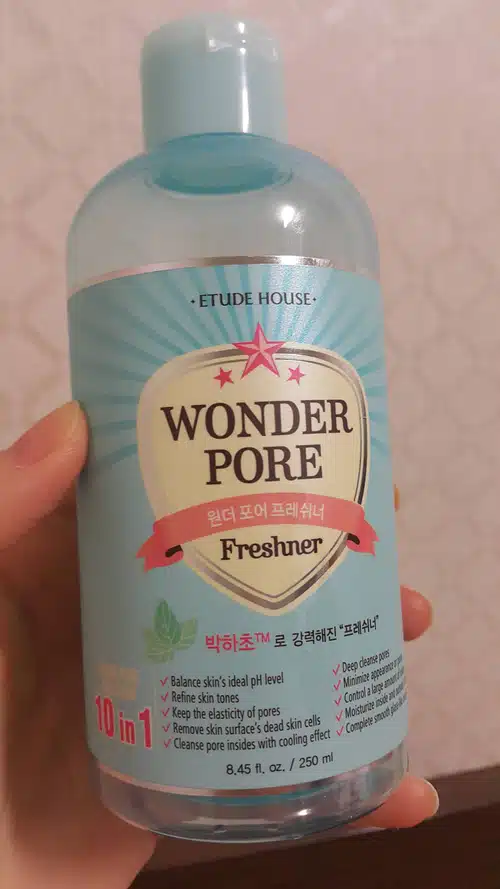 ·ETUDE HOUSE·
WONDER
PORE
원더 포어 프레쉬너
Freshner
박하초™ 로 강력해진 "프레쉬너"
10 in 1
✓ Balance skin's ideal pH level
✓ Refine skin tones
✓ Keep the elasticity of pores
✓ Remove skin surface's dead skin cells
✓ Cleanse pore insides with cooling effect
✓ Deep cleanse pores
✓ Minimize appearance
✓ Control a large amount
✓ Moisturize inside and
✓ Complete smooth,
8.45 fl. oz. / 250 ml